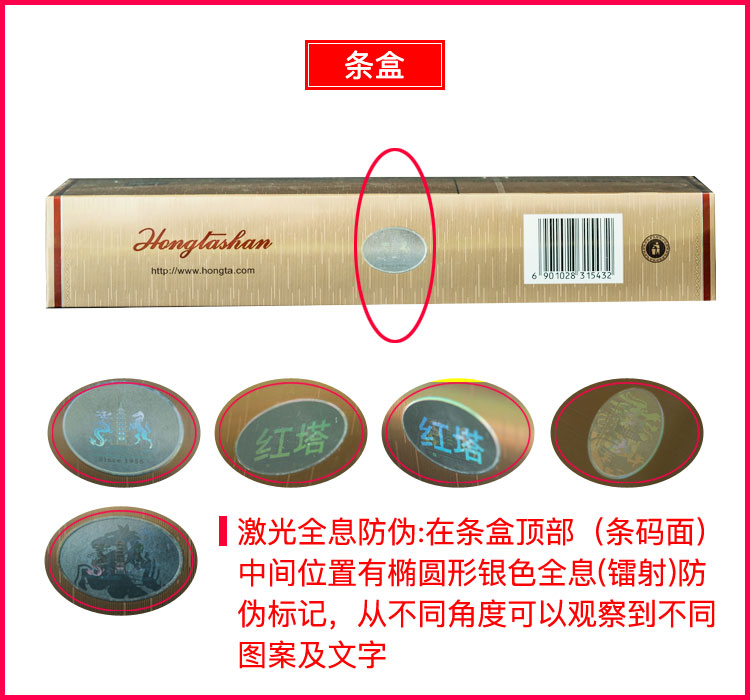 条盒
Hongtashan
http://www.hongta.com
6 901028 315432
Since 1956
红塔
红塔
激光全息防伪:在条盒顶部（条码面）
中间位置有椭圆形银色全息(镭射)防
伪标记，从不同角度可以观察到不同
图案及文字